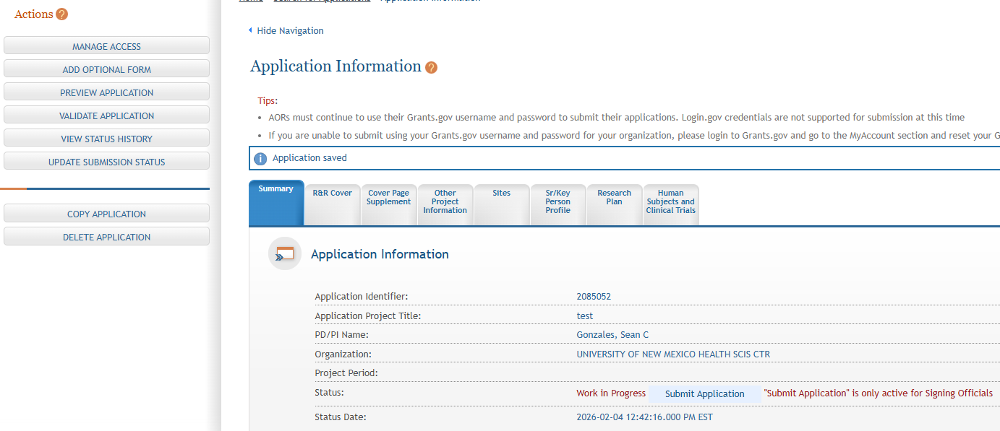 Home Search for Applications Application Information
Actions ?
Hide Navigation
MANAGE ACCESS
ADD OPTIONAL FORM
PREVIEW APPLICATION
VALIDATE APPLICATION
VIEW STATUS HISTORY
UPDATE SUBMISSION STATUS
COPY APPLICATION
DELETE APPLICATION
Application Information ?
Tips:
• AORs must continue to use their Grants.gov username and password to submit their applications. Login.gov credentials are not supported for submission at this time
• If you are unable to submit using your Grants.gov username and password for your organization, please login to Grants.gov and go to the MyAccount section and reset your G
i Application saved
Summary
R&R Cover
Cover Page
Supplement
Other
Project
Information
Sites
Sr/Key
Person
Profile
Research
Plan
Human
Subjects and
Clinical Trials
Application Information
Application Identifier: 2085052
Application Project Title: test
PD/PI Name: Gonzales, Sean C
Organization: UNIVERSITY OF NEW MEXICO HEALTH SCIS CTR
Project Period:
Status: Work in Progress Submit Application "Submit Application" is only active for Signing Officials
Status Date: 2026-02-04 12:42:16.000 PM EST